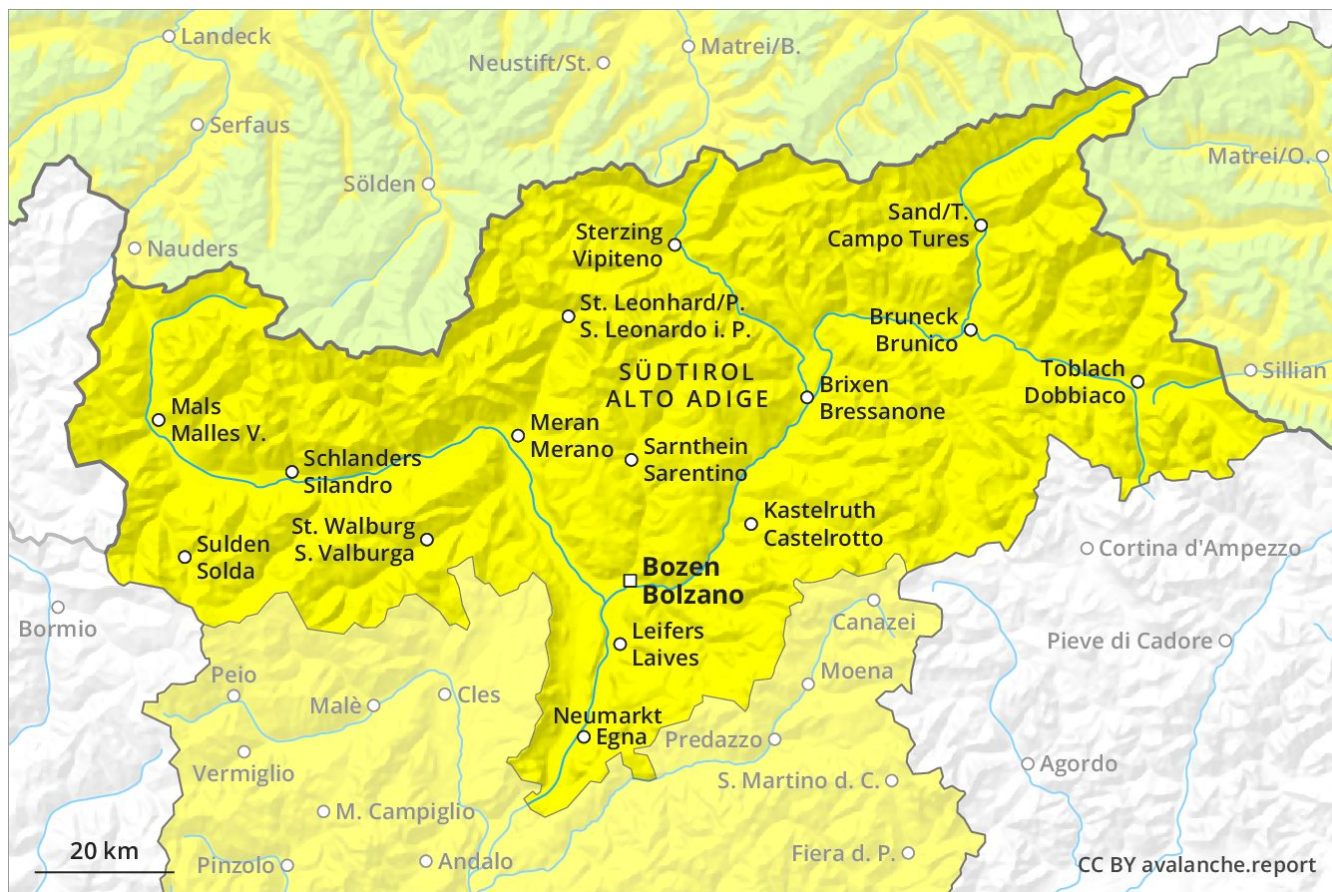 Landeck
Neustift/St.
Matrei/B.
Serfaus
Matrei/O.
Sölden
Nauders
Sand/T.
Campo Tures
Sterzing
Vipiteno
St. Leonhard/P.
S. Leonardo i. P.
Bruneck
Brunico
SÜDTIROL
ALTO ADIGE
Toblach
Dobbiaco
Sillian
Brixen
Bressanone
Mals
Malles V.
Meran
Merano
Schlanders
Silandro
Sarnthein
Sarentino
St. Walburg
S. Valburga
Kastelruth
Castelrotto
Sulden
Solda
Cortina d'Ampezzo
Bozen
Bolzano
Bormio
Leifers
Laives
Canazei
Pieve di Cadore
Peio
Malè
Cles
Moena
Neumarkt
Egna
Predazzo
Vermiglio
S. Martino d. C.
Agordo
M. Campiglio
20 km
Pinzolo
Andalo
Fiera d. P.
CC BY avalanche.report